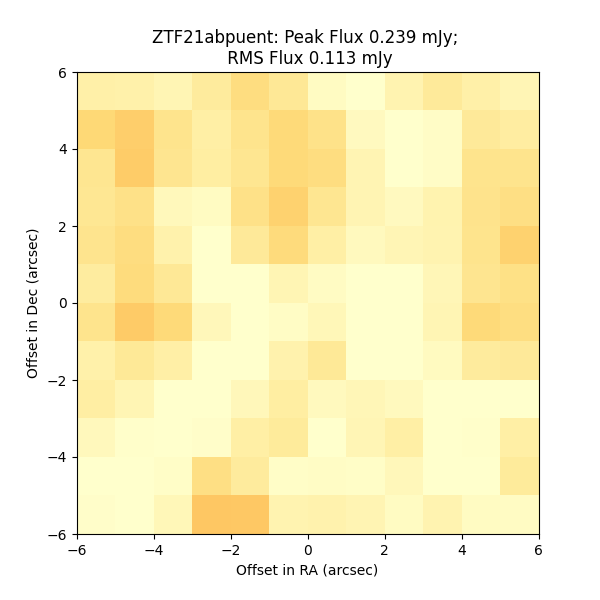 ZTF21abpuent: Peak Flux 0.239 mJy;
RMS Flux 0.113 mJy
6
4
2
0
−2
−4
−6
Offset in Dec (arcsec)
−6 −4 −2 0 2 4 6
Offset in RA (arcsec)